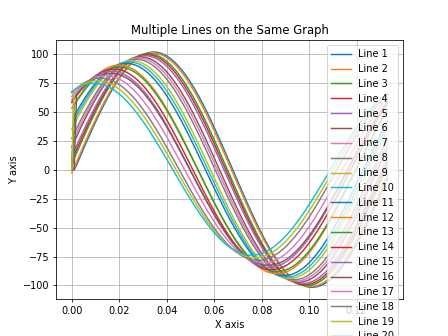 Multiple Lines on the Same Graph
Y axis
100
75
50
25
0
−25
−50
−75
−100
0.00
0.02
0.04
0.06
0.08
0.10
X axis
Line 1
Line 2
Line 3
Line 4
Line 5
Line 6
Line 7
Line 8
Line 9
Line 10
Line 11
Line 12
Line 13
Line 14
Line 15
Line 16
Line 17
Line 18
Line 19
Line 20